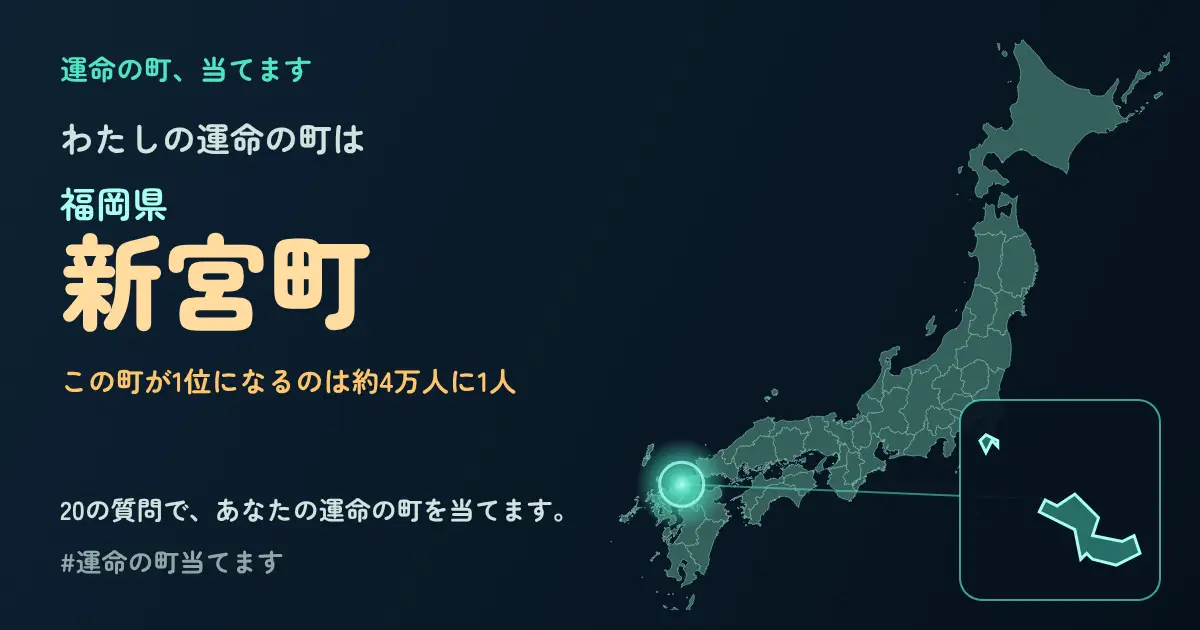 運命の町、当てます
わたしの運命の町は
福岡県
新宮町
この町が1位になるのは約4万人に1人
20の質問で、あなたの運命の町を当てます。
#運命の町当てます